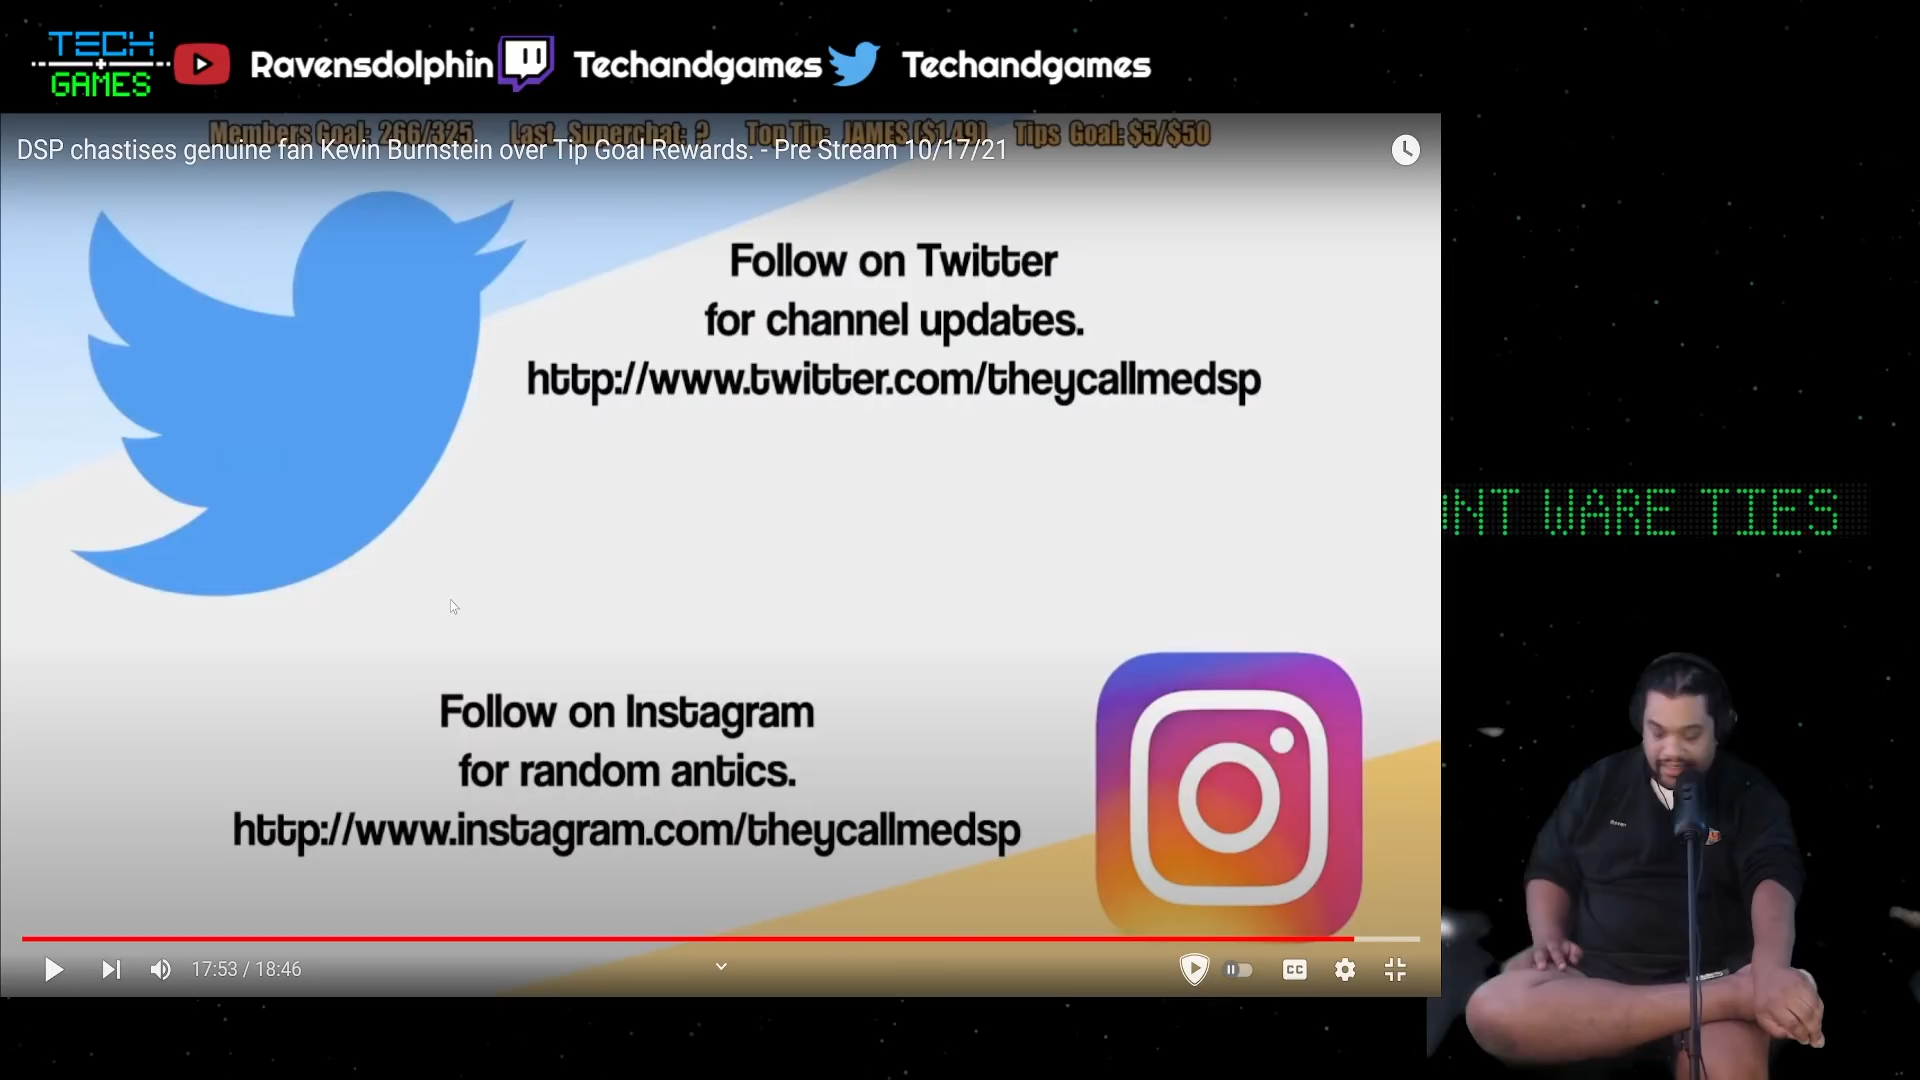 TECH
GAMES
Ravensdolphin
Techandgames
Techandgames
Members Goal: 266/325 Last Superchat: ? Top Tip: JAMES ($1.49) Tips Goal: $5/$50
DSP chastises genuine fan Kevin Burnstein over Tip Goal Rewards. - Pre Stream 10/17/21
Follow on Twitter
for channel updates.
http://www.twitter.com/theycallmedsp
WARE TIES
Follow on Instagram
for random antics.
http://www.instagram.com/theycallmedsp
17:53 / 18:46
CC